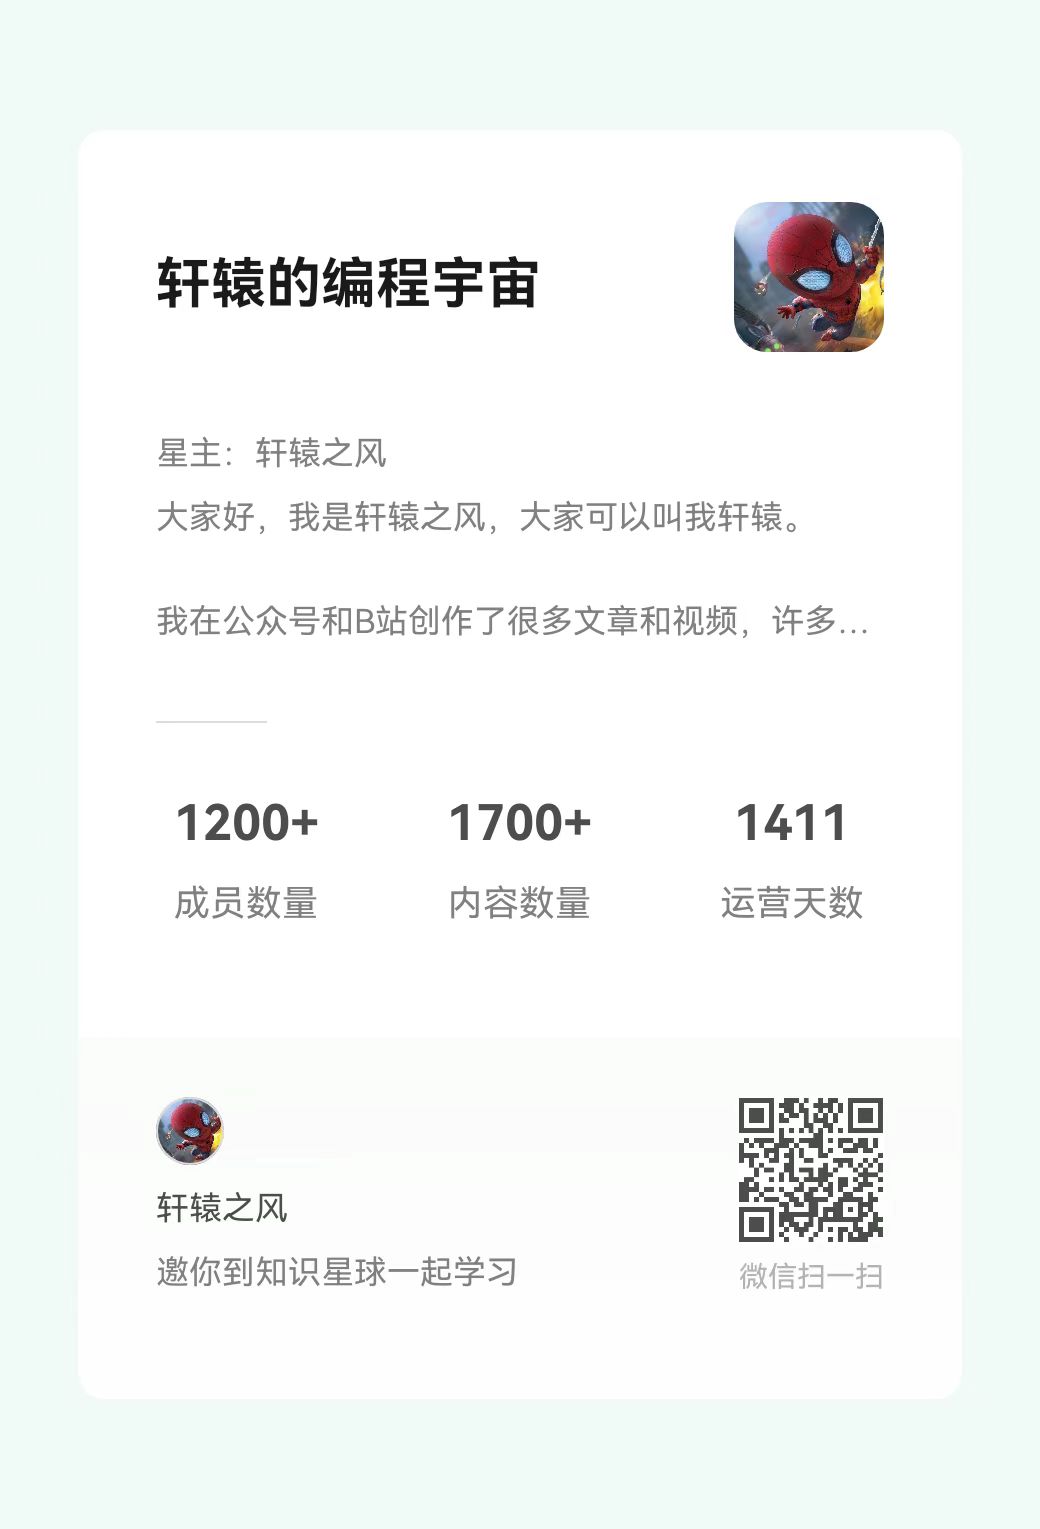 轩辕的编程宇宙
星主：轩辕之风
大家好，我是轩辕之风，大家可以叫我轩辕。
我在公众号和B站创作了很多文章和视频，许多...
1200+ 1700+ 1411
成员数量 内容数量 运营天数
轩辕之风
邀你到知识星球一起学习
微信扫一扫